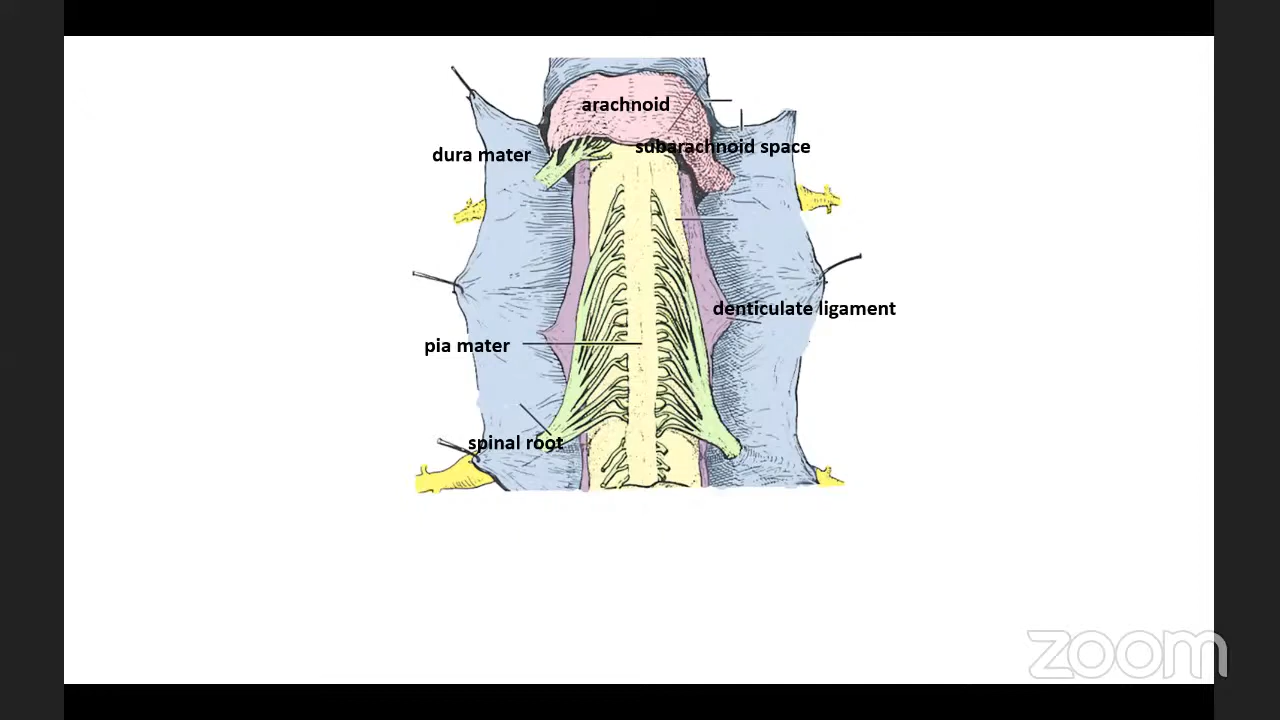 arachnoid
dura mater
subarachnoid space
denticulate ligament
pia mater
spinal root
zoom